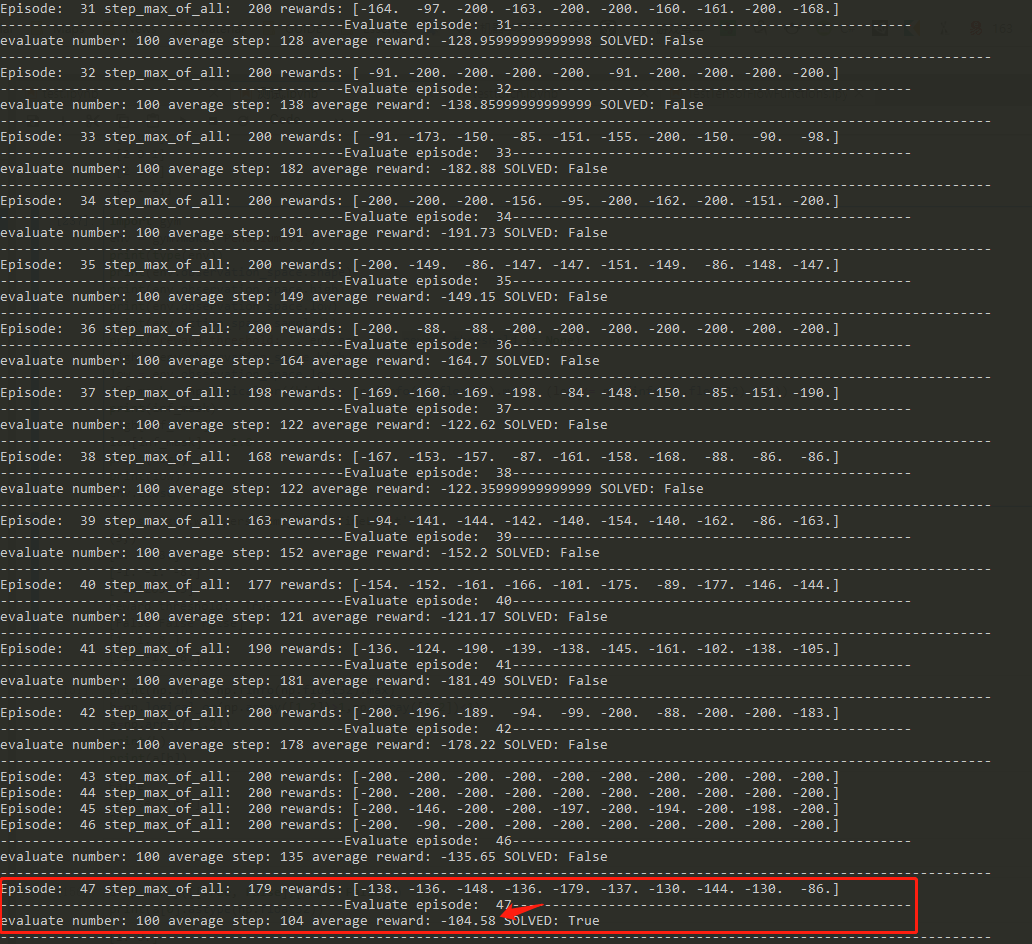 Episode:  31 step_max_of_all:  200 rewards: [-164.  -97. -200. -163. -200. -200. -160. -161. -200. -168.]
-------------------------------------------Evaluate episode:  31--------------------------------------------------
evaluate number: 100 average step: 128 average reward: -128.95999999999998 SOLVED: False
----------------------------------------------------------------------------------------------------------------------------
Episode:  32 step_max_of_all:  200 rewards: [ -91. -200. -200. -200. -200.  -91. -200. -200. -200. -200.]
-------------------------------------------Evaluate episode:  32--------------------------------------------------
evaluate number: 100 average step: 138 average reward: -138.85999999999999 SOLVED: False
----------------------------------------------------------------------------------------------------------------------------
Episode:  33 step_max_of_all:  200 rewards: [ -91. -173. -150.  -85. -151. -155. -200. -150.  -90.  -98.]
-------------------------------------------Evaluate episode:  33--------------------------------------------------
evaluate number: 100 average step: 182 average reward: -182.88 SOLVED: False
----------------------------------------------------------------------------------------------------------------------------
Episode:  34 step_max_of_all:  200 rewards: [-200. -200. -200. -156.  -95. -200. -162. -200. -151. -200.]
-------------------------------------------Evaluate episode:  34--------------------------------------------------
evaluate number: 100 average step: 191 average reward: -191.73 SOLVED: False
----------------------------------------------------------------------------------------------------------------------------
Episode:  35 step_max_of_all:  200 rewards: [-200. -149.  -86. -147. -147. -151. -149.  -86. -148. -147.]
-------------------------------------------Evaluate episode:  35--------------------------------------------------
evaluate number: 100 average step: 149 average reward: -149.15 SOLVED: False
----------------------------------------------------------------------------------------------------------------------------
Episode:  36 step_max_of_all:  200 rewards: [-200.  -88.  -88. -200. -200. -200. -200. -200. -200. -200.]
-------------------------------------------Evaluate episode:  36--------------------------------------------------
evaluate number: 100 average step: 164 average reward: -164.7 SOLVED: False
----------------------------------------------------------------------------------------------------------------------------
Episode:  37 step_max_of_all:  198 rewards: [-169. -160. -169. -198.  -84. -148. -150.  -85. -151. -190.]
-------------------------------------------Evaluate episode:  37--------------------------------------------------
evaluate number: 100 average step: 122 average reward: -122.62 SOLVED: False
----------------------------------------------------------------------------------------------------------------------------
Episode:  38 step_max_of_all:  168 rewards: [-167. -153. -157.  -87. -161. -158. -168.  -88.  -86.  -86.]
-------------------------------------------Evaluate episode:  38--------------------------------------------------
evaluate number: 100 average step: 122 average reward: -122.35999999999999 SOLVED: False
----------------------------------------------------------------------------------------------------------------------------
Episode:  39 step_max_of_all:  163 rewards: [ -94. -141. -144. -142. -140. -154. -140. -162.  -86. -163.]
-------------------------------------------Evaluate episode:  39--------------------------------------------------
evaluate number: 100 average step: 152 average reward: -152.2 SOLVED: False
----------------------------------------------------------------------------------------------------------------------------
Episode:  40 step_max_of_all:  177 rewards: [-154. -152. -161. -166. -101. -175.  -89. -177. -146. -144.]
-------------------------------------------Evaluate episode:  40--------------------------------------------------
evaluate number: 100 average step: 121 average reward: -121.17 SOLVED: False
----------------------------------------------------------------------------------------------------------------------------
Episode:  41 step_max_of_all:  190 rewards: [-136. -124. -190. -139. -138. -145. -161. -102. -138. -105.]
-------------------------------------------Evaluate episode:  41--------------------------------------------------
evaluate number: 100 average step: 181 average reward: -181.49 SOLVED: False
----------------------------------------------------------------------------------------------------------------------------
Episode:  42 step_max_of_all:  200 rewards: [-200. -196. -189.  -94.  -99. -200.  -88. -200. -200. -183.]
-------------------------------------------Evaluate episode:  42--------------------------------------------------
evaluate number: 100 average step: 178 average reward: -178.22 SOLVED: False
----------------------------------------------------------------------------------------------------------------------------
Episode:  43 step_max_of_all:  200 rewards: [-200. -200. -200. -200. -200. -200. -200. -200. -200. -200.]
Episode:  44 step_max_of_all:  200 rewards: [-200. -200. -200. -200. -200. -200. -200. -200. -200. -200.]
Episode:  45 step_max_of_all:  200 rewards: [-200. -146. -200. -200. -197. -200. -194. -200. -198. -200.]
Episode:  46 step_max_of_all:  200 rewards: [-200.  -90. -200. -200. -200. -200. -200. -200. -200. -200.]
-------------------------------------------Evaluate episode:  46--------------------------------------------------
evaluate number: 100 average step: 135 average reward: -135.65 SOLVED: False
----------------------------------------------------------------------------------------------------------------------------
Episode:  47 step_max_of_all:  179 rewards: [-138. -136. -148. -136. -179. -137. -130. -144. -130.  -86.]
-------------------------------------------Evaluate episode:  47--------------------------------------------------
evaluate number: 100 average step: 104 average reward: -104.58 SOLVED: True
----------------------------------------------------------------------------------------------------------------------------